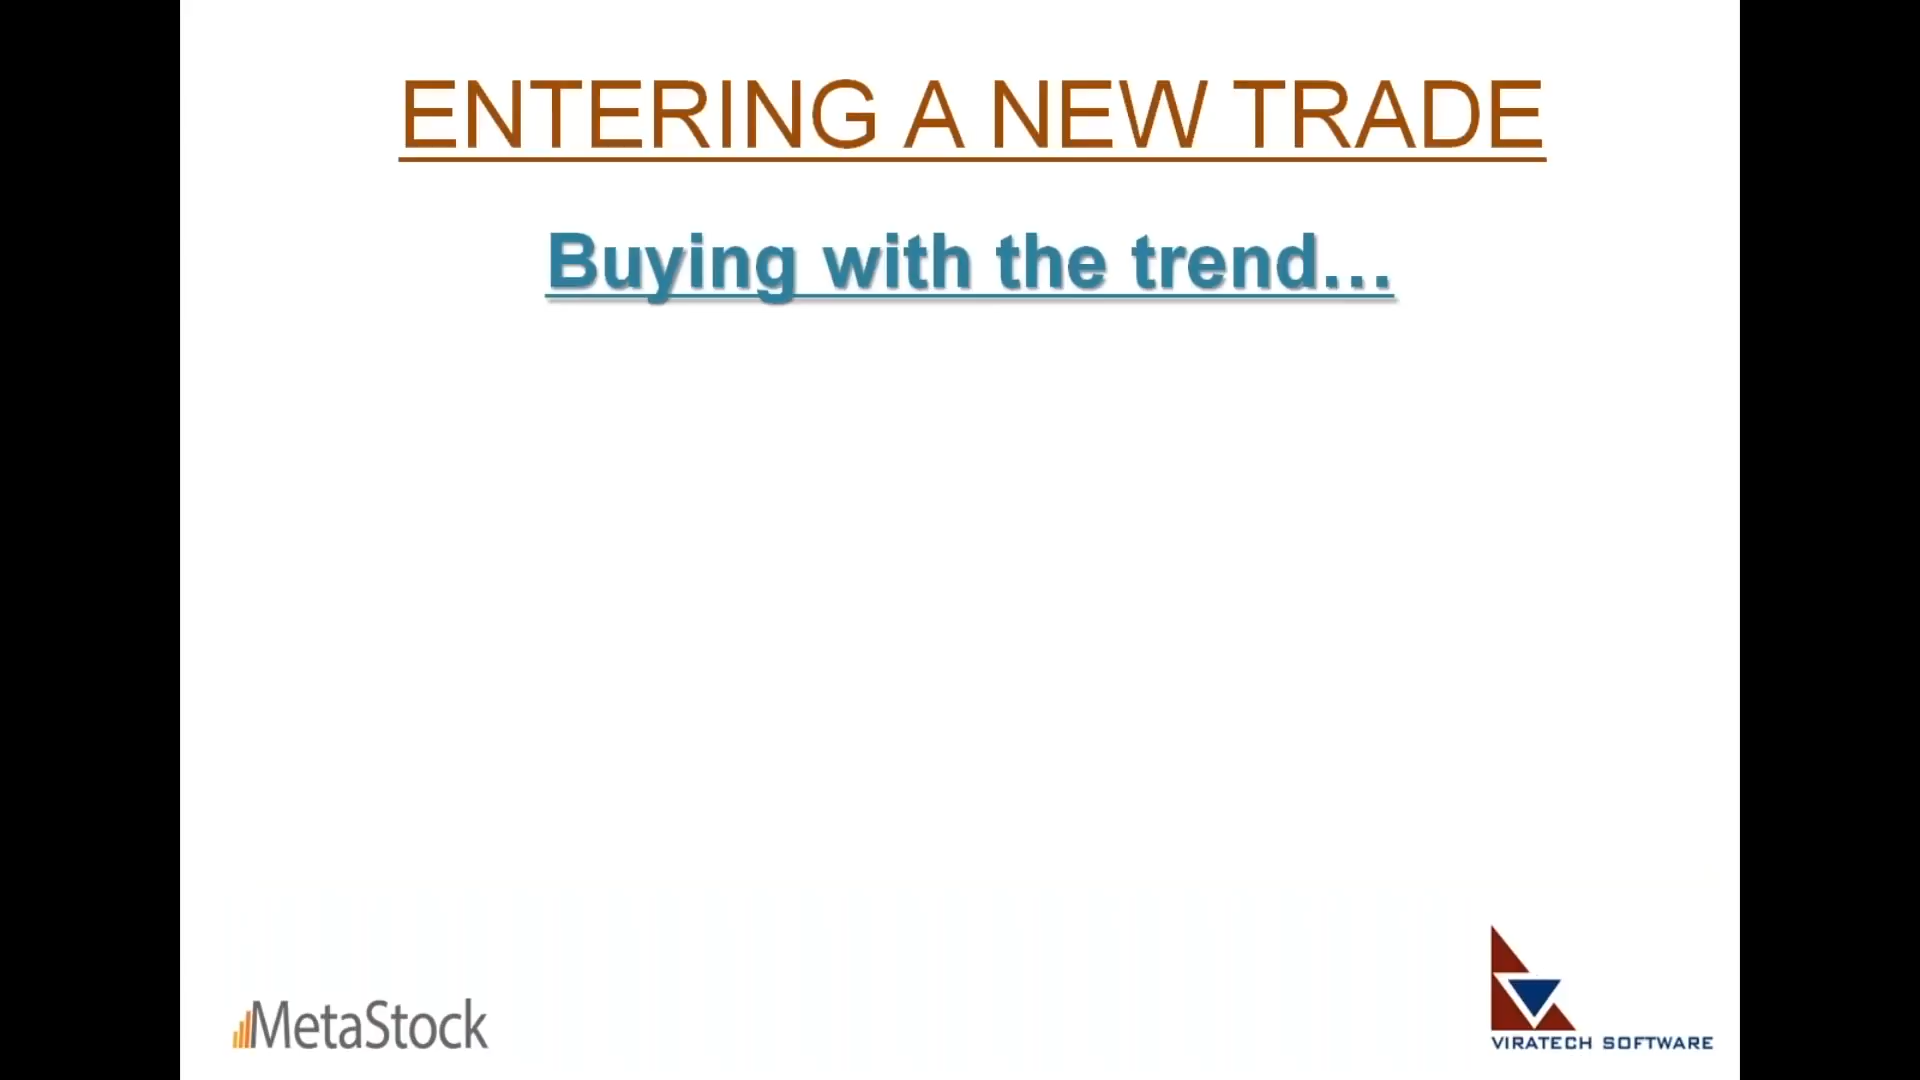 ENTERING A NEW TRADE
Buying with the trend...
MetaStock
VIRATECH SOFTWARE